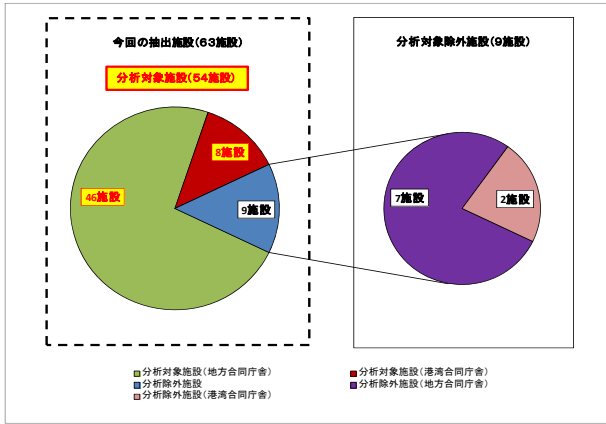 今回の抽出施設(63施設)
分析対象施設(54施設)
8施設
46施設
9施設
分析対象除外施設(9施設)
7施設
2施設
分析対象施設(地方合同庁舎)
分析対象施設(港湾合同庁舎)
分析除外施設
分析除外施設(地方合同庁舎)
分析除外施設(港湾合同庁舎)